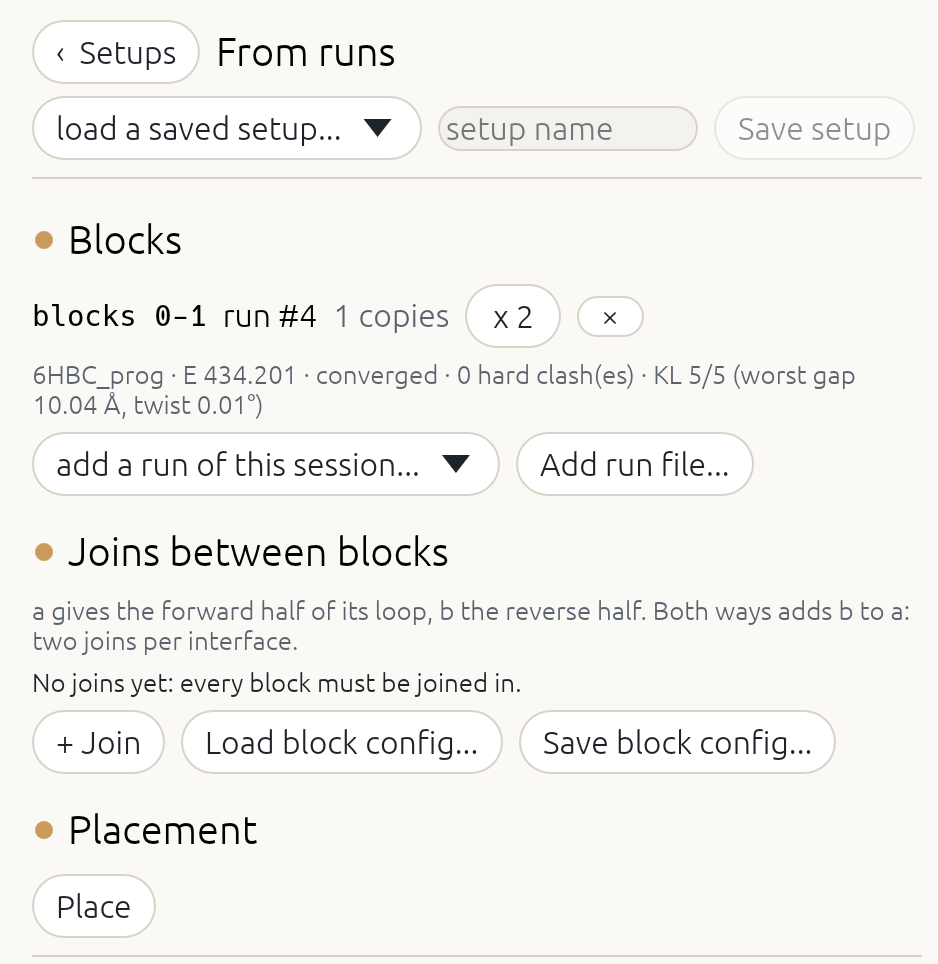 ‹ Setups From runs
load a saved setup... setup name Save setup
Blocks
blocks 0-1 run #4 1 copies x 2 ×
6HBC_prog · E 434.201 · converged · 0 hard clash(es) · KL 5/5 (worst gap
10.04 Å, twist 0.01°)
add a run of this session... Add run file...
Joins between blocks
a gives the forward half of its loop, b the reverse half. Both ways adds b to a:
two joins per interface.
No joins yet: every block must be joined in.
+ Join Load block config... Save block config...
Placement
Place